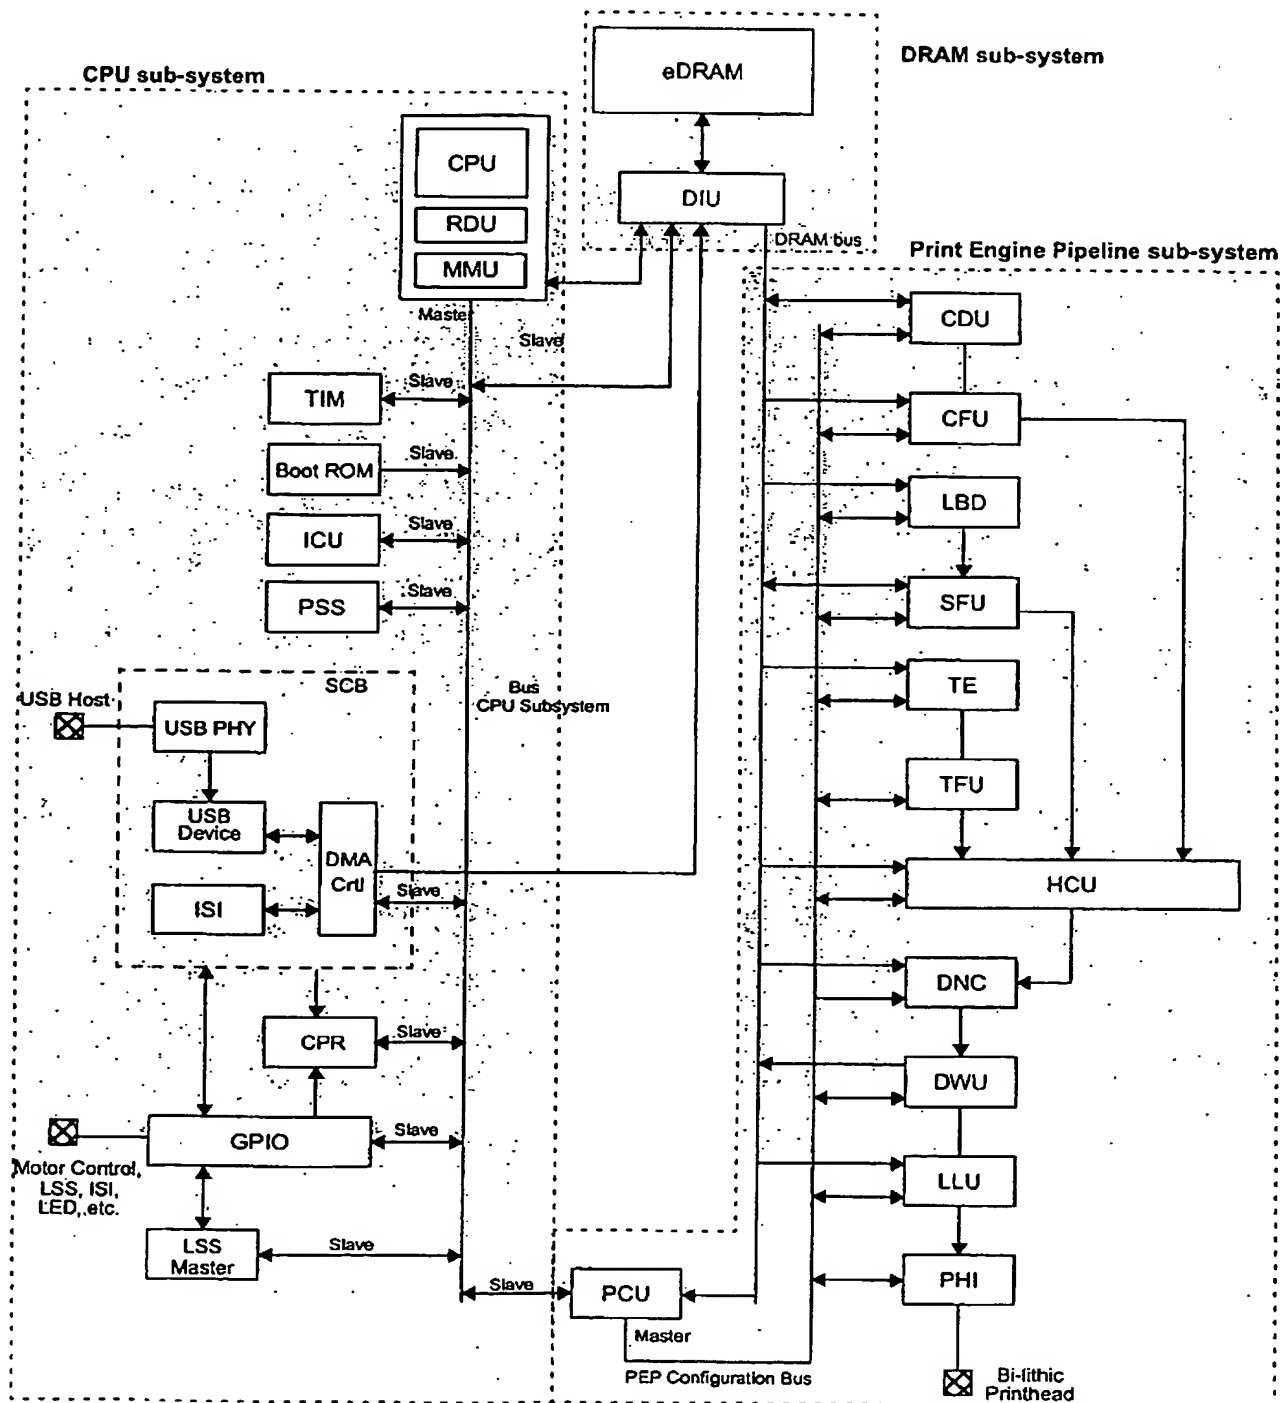 CPU sub-system
DRAM sub-system
eDRAM
CPU
RDU
MMU
DIU
DRAM bus
Print Engine Pipeline sub-system
Master
Slave
CDU
TIM
Slave
CFU
Boot ROM
Slave
LBD
ICU
Slave
PSS
Slave
SFU
SCB
Bus
CPU Subsystem
TE
USB Host
USB PHY
TFU
USB
Device
DMA
Crtl
Slave
HCU
ISI
DNC
CPR
Slave
DWU
GPIO
Slave
Motor Control,
LSS, ISI,
LED, etc.
LLU
LSS
Master
Slave
Slave
PCU
PHI
Master
PEP Configuration Bus
Bi-lithic
Printhead